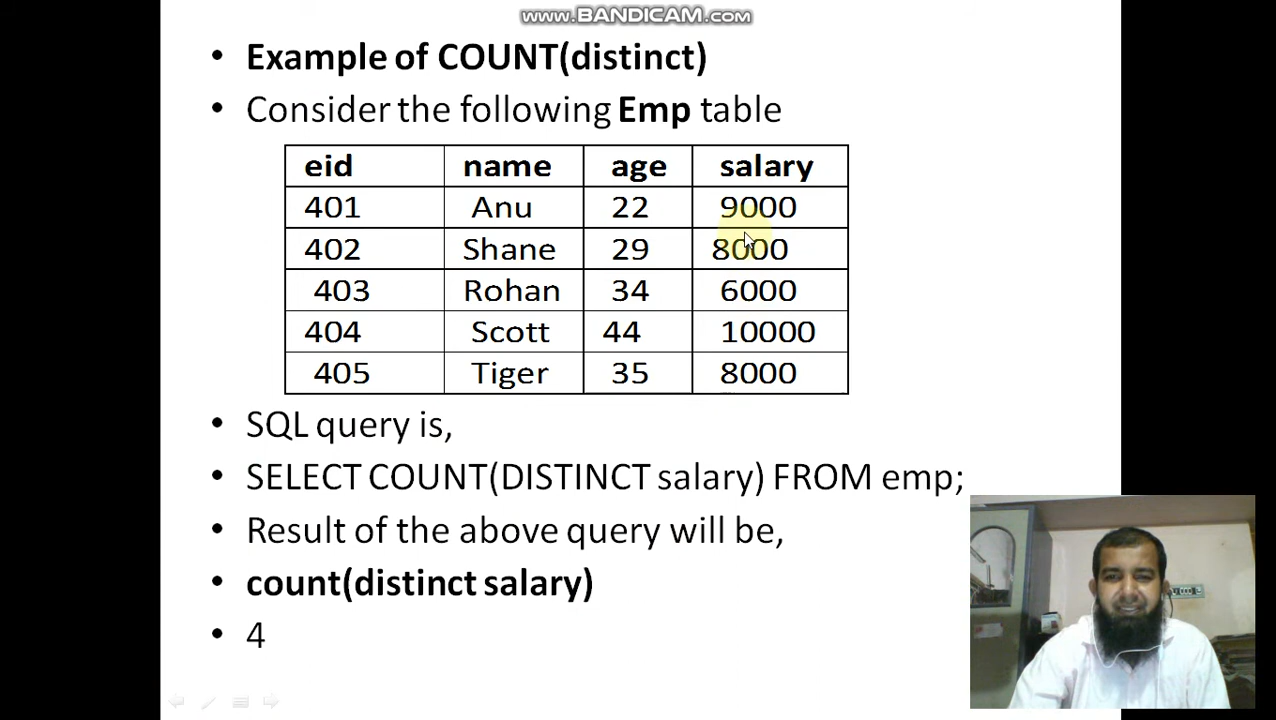 www.BANDICAM.com
• Example of COUNT(distinct)
• Consider the following Emp table
eid name age salary
401 Anu 22 9000
402 Shane 29 8000
403 Rohan 34 6000
404 Scott 44 10000
405 Tiger 35 8000
• SQL query is,
• SELECT COUNT(DISTINCT salary) FROM emp;
• Result of the above query will be,
• count(distinct salary)
• 4